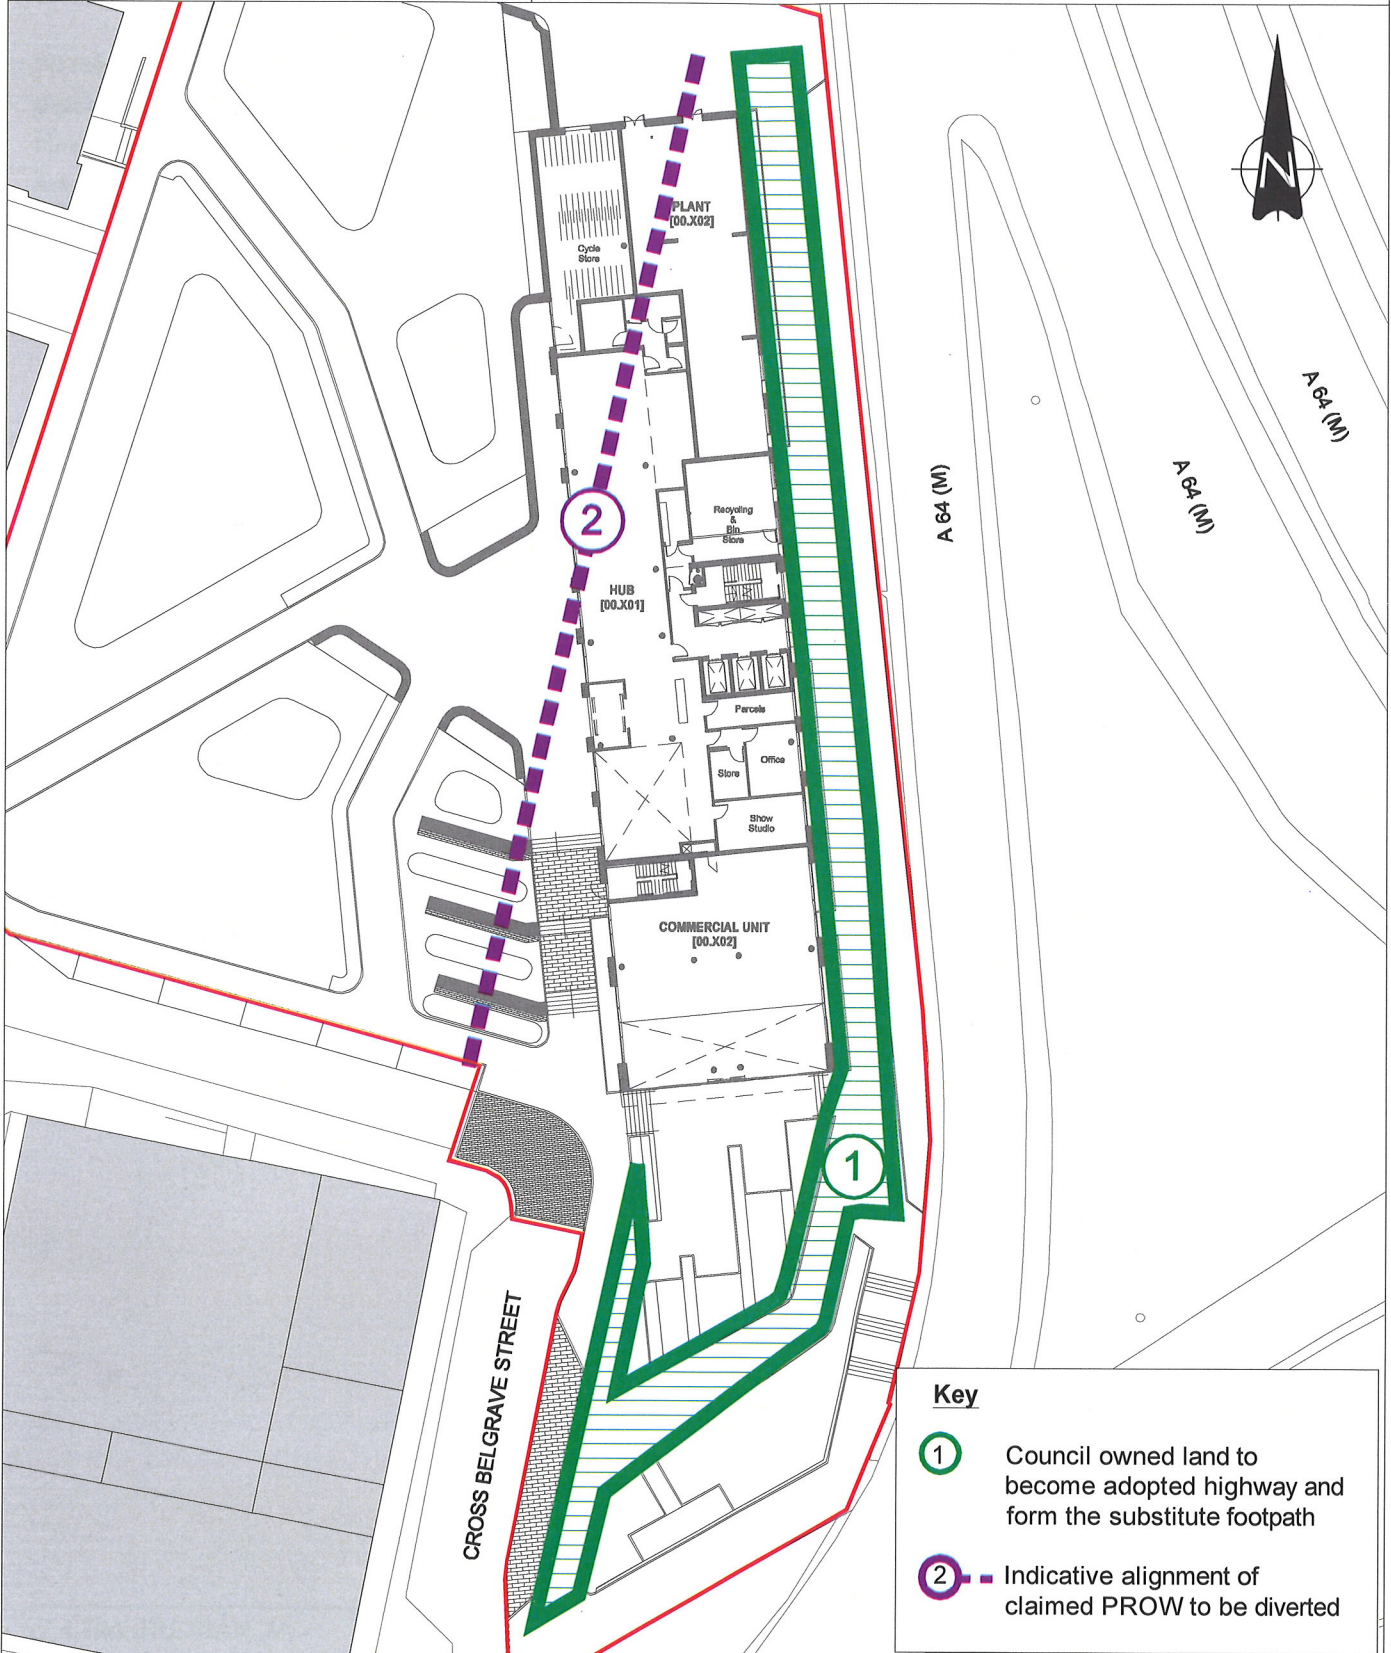 N
PLANT
[00.X02]
Cycle
Store
A 64 (M)
A 64 (M)
A 64 (M)
Recycling
&
Bin
Store
2
HUB
[00.X01]
Parcels
Store
Office
Show
Studio
COMMERCIAL UNIT
[00.X02]
1
CROSS BELGRAVE STREET
Key
1 Council owned land to
become adopted highway and
form the substitute footpath
2 Indicative alignment of
claimed PROW to be diverted